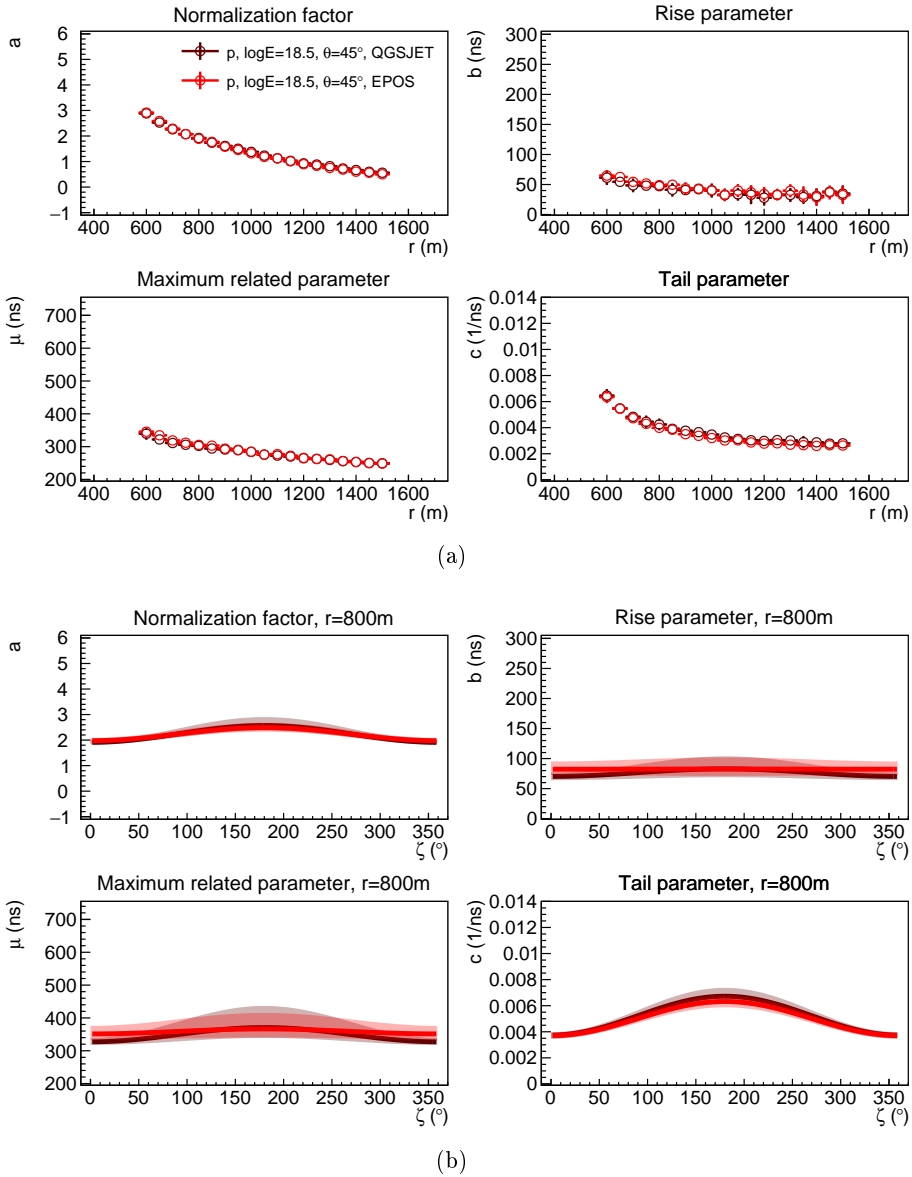 Normalization factor
a
6
5
4
3
2
1
0
−1
p, logE=18.5, θ=45°, QGSJET
p, logE=18.5, θ=45°, EPOS
400 600 800 1000 1200 1400 1600
r (m)
Rise parameter
b (ns)
300
250
200
150
100
50
0
400 600 800 1000 1200 1400 1600
r (m)
Maximum related parameter
μ (ns)
700
600
500
400
300
200
400 600 800 1000 1200 1400 1600
r (m)
Tail parameter
c (1/ns)
0.014
0.012
0.01
0.008
0.006
0.004
0.002
0
400 600 800 1000 1200 1400 1600
r (m)
(a)
Normalization factor, r=800m
a
6
5
4
3
2
1
0
−1
0 50 100 150 200 250 300 350
ζ (°)
Rise parameter, r=800m
b (ns)
300
250
200
150
100
50
0
0 50 100 150 200 250 300 350
ζ (°)
Maximum related parameter, r=800m
μ (ns)
700
600
500
400
300
200
0 50 100 150 200 250 300 350
ζ (°)
Tail parameter, r=800m
c (1/ns)
0.014
0.012
0.01
0.008
0.006
0.004
0.002
0
0 50 100 150 200 250 300 350
ζ (°)
(b)